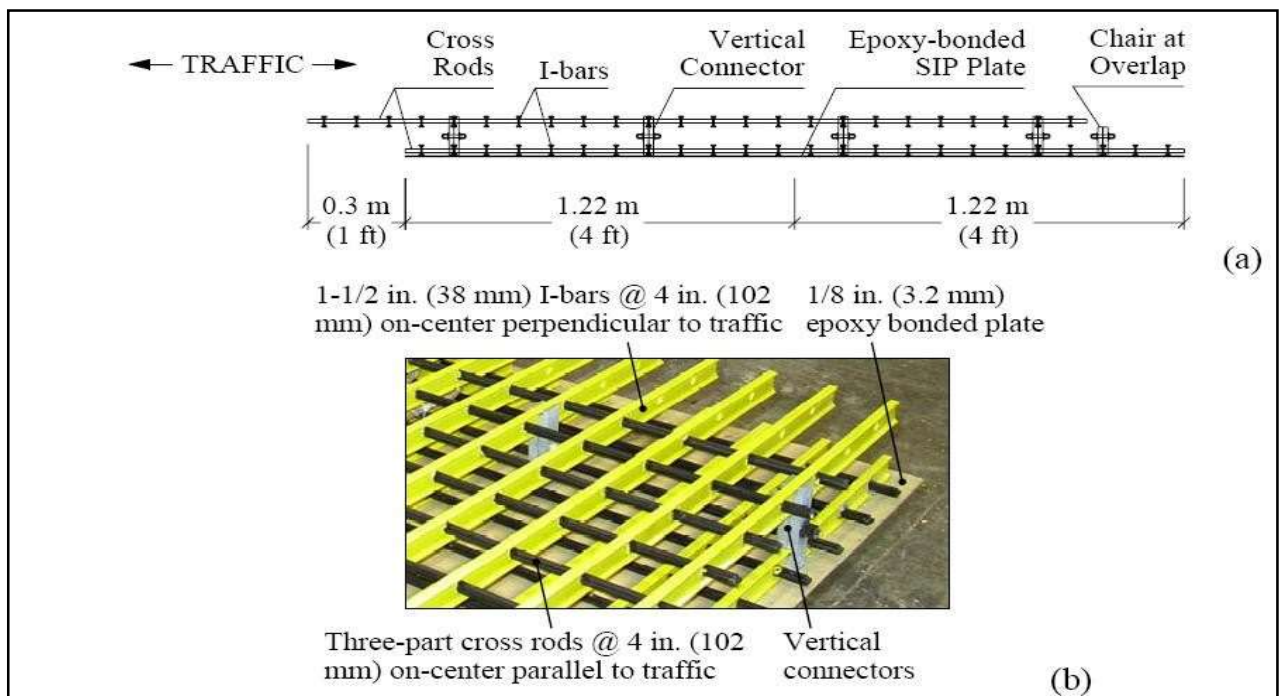 TRAFFIC
Cross
Rods
I-bars
Vertical
Connector
Epoxy-bonded
SIP Plate
Chair at
Overlap
0.3 m
(1 ft)
1.22 m
(4 ft)
1.22 m
(4 ft)
(a)
1-1/2 in. (38 mm) I-bars @ 4 in. (102
mm) on-center perpendicular to traffic
1/8 in. (3.2 mm)
epoxy bonded plate
Three-part cross rods @ 4 in. (102
mm) on-center parallel to traffic
Vertical
connectors
(b)